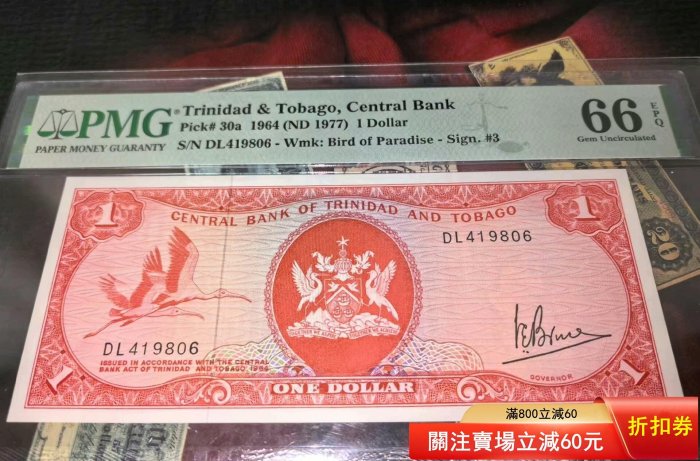 PMG
PAPER MONEY GUARANTY
Trinidad & Tobago, Central Bank
Pick# 30a 1964 (ND 1977) 1 Dollar
S/N DL419806 - Wmk: Bird of Paradise - Sign. #3
66 EPQ
Gem Uncirculated
1
1
CENTRAL BANK OF TRINIDAD AND TOBAGO
DL419806
DL419806
ISSUED IN ACCORDANCE WITH THE CENTRAL
BANK ACT OF TRINIDAD AND TOBAGO 1964
GOVERNOR
1
ONE DOLLAR
1
20
滿800立減60
關注賣場立減60元
折扣券